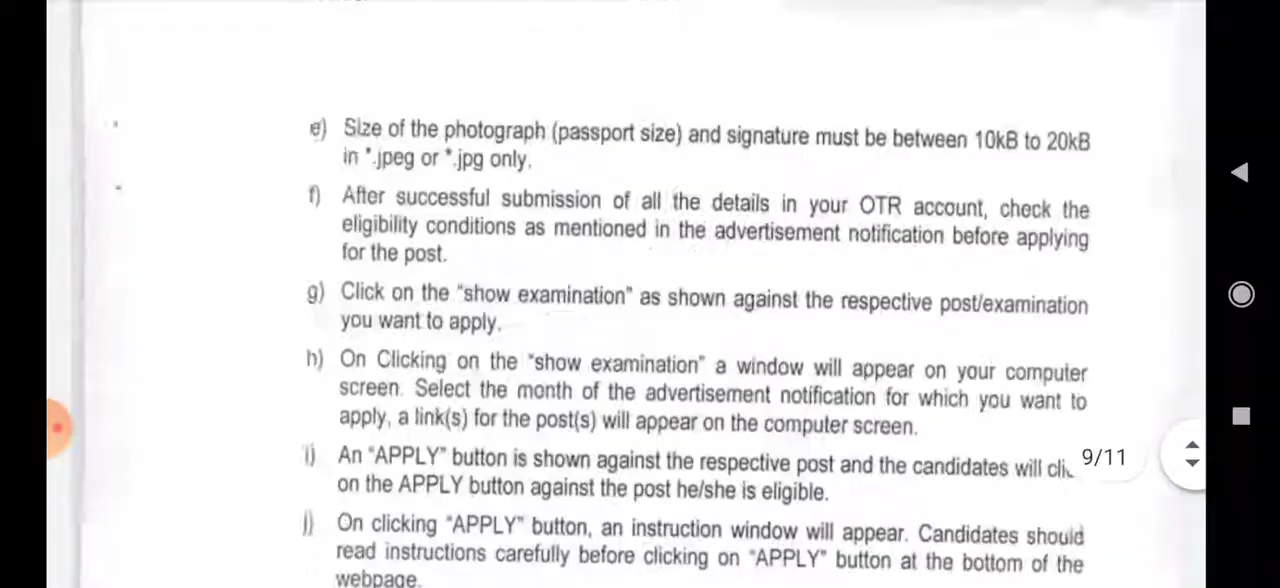 e) Size of the photograph (passport size) and signature must be between 10kB to 20kB
in *.jpeg or *.jpg only.
f) After successful submission of all the details in your OTR account, check the
eligibility conditions as mentioned in the advertisement notification before applying
for the post.
g) Click on the "show examination" as shown against the respective post/examination
you want to apply.
h) On Clicking on the "show examination" a window will appear on your computer
screen. Select the month of the advertisement notification for which you want to
apply, a link(s) for the post(s) will appear on the computer screen.
i) An "APPLY" button is shown against the respective post and the candidates will
9/11
on the APPLY button against the post he/she is eligible.
j) On clicking "APPLY" button, an instruction window will appear. Candidates should
read instructions carefully before clicking on "APPLY" button at the bottom of the
webpage.